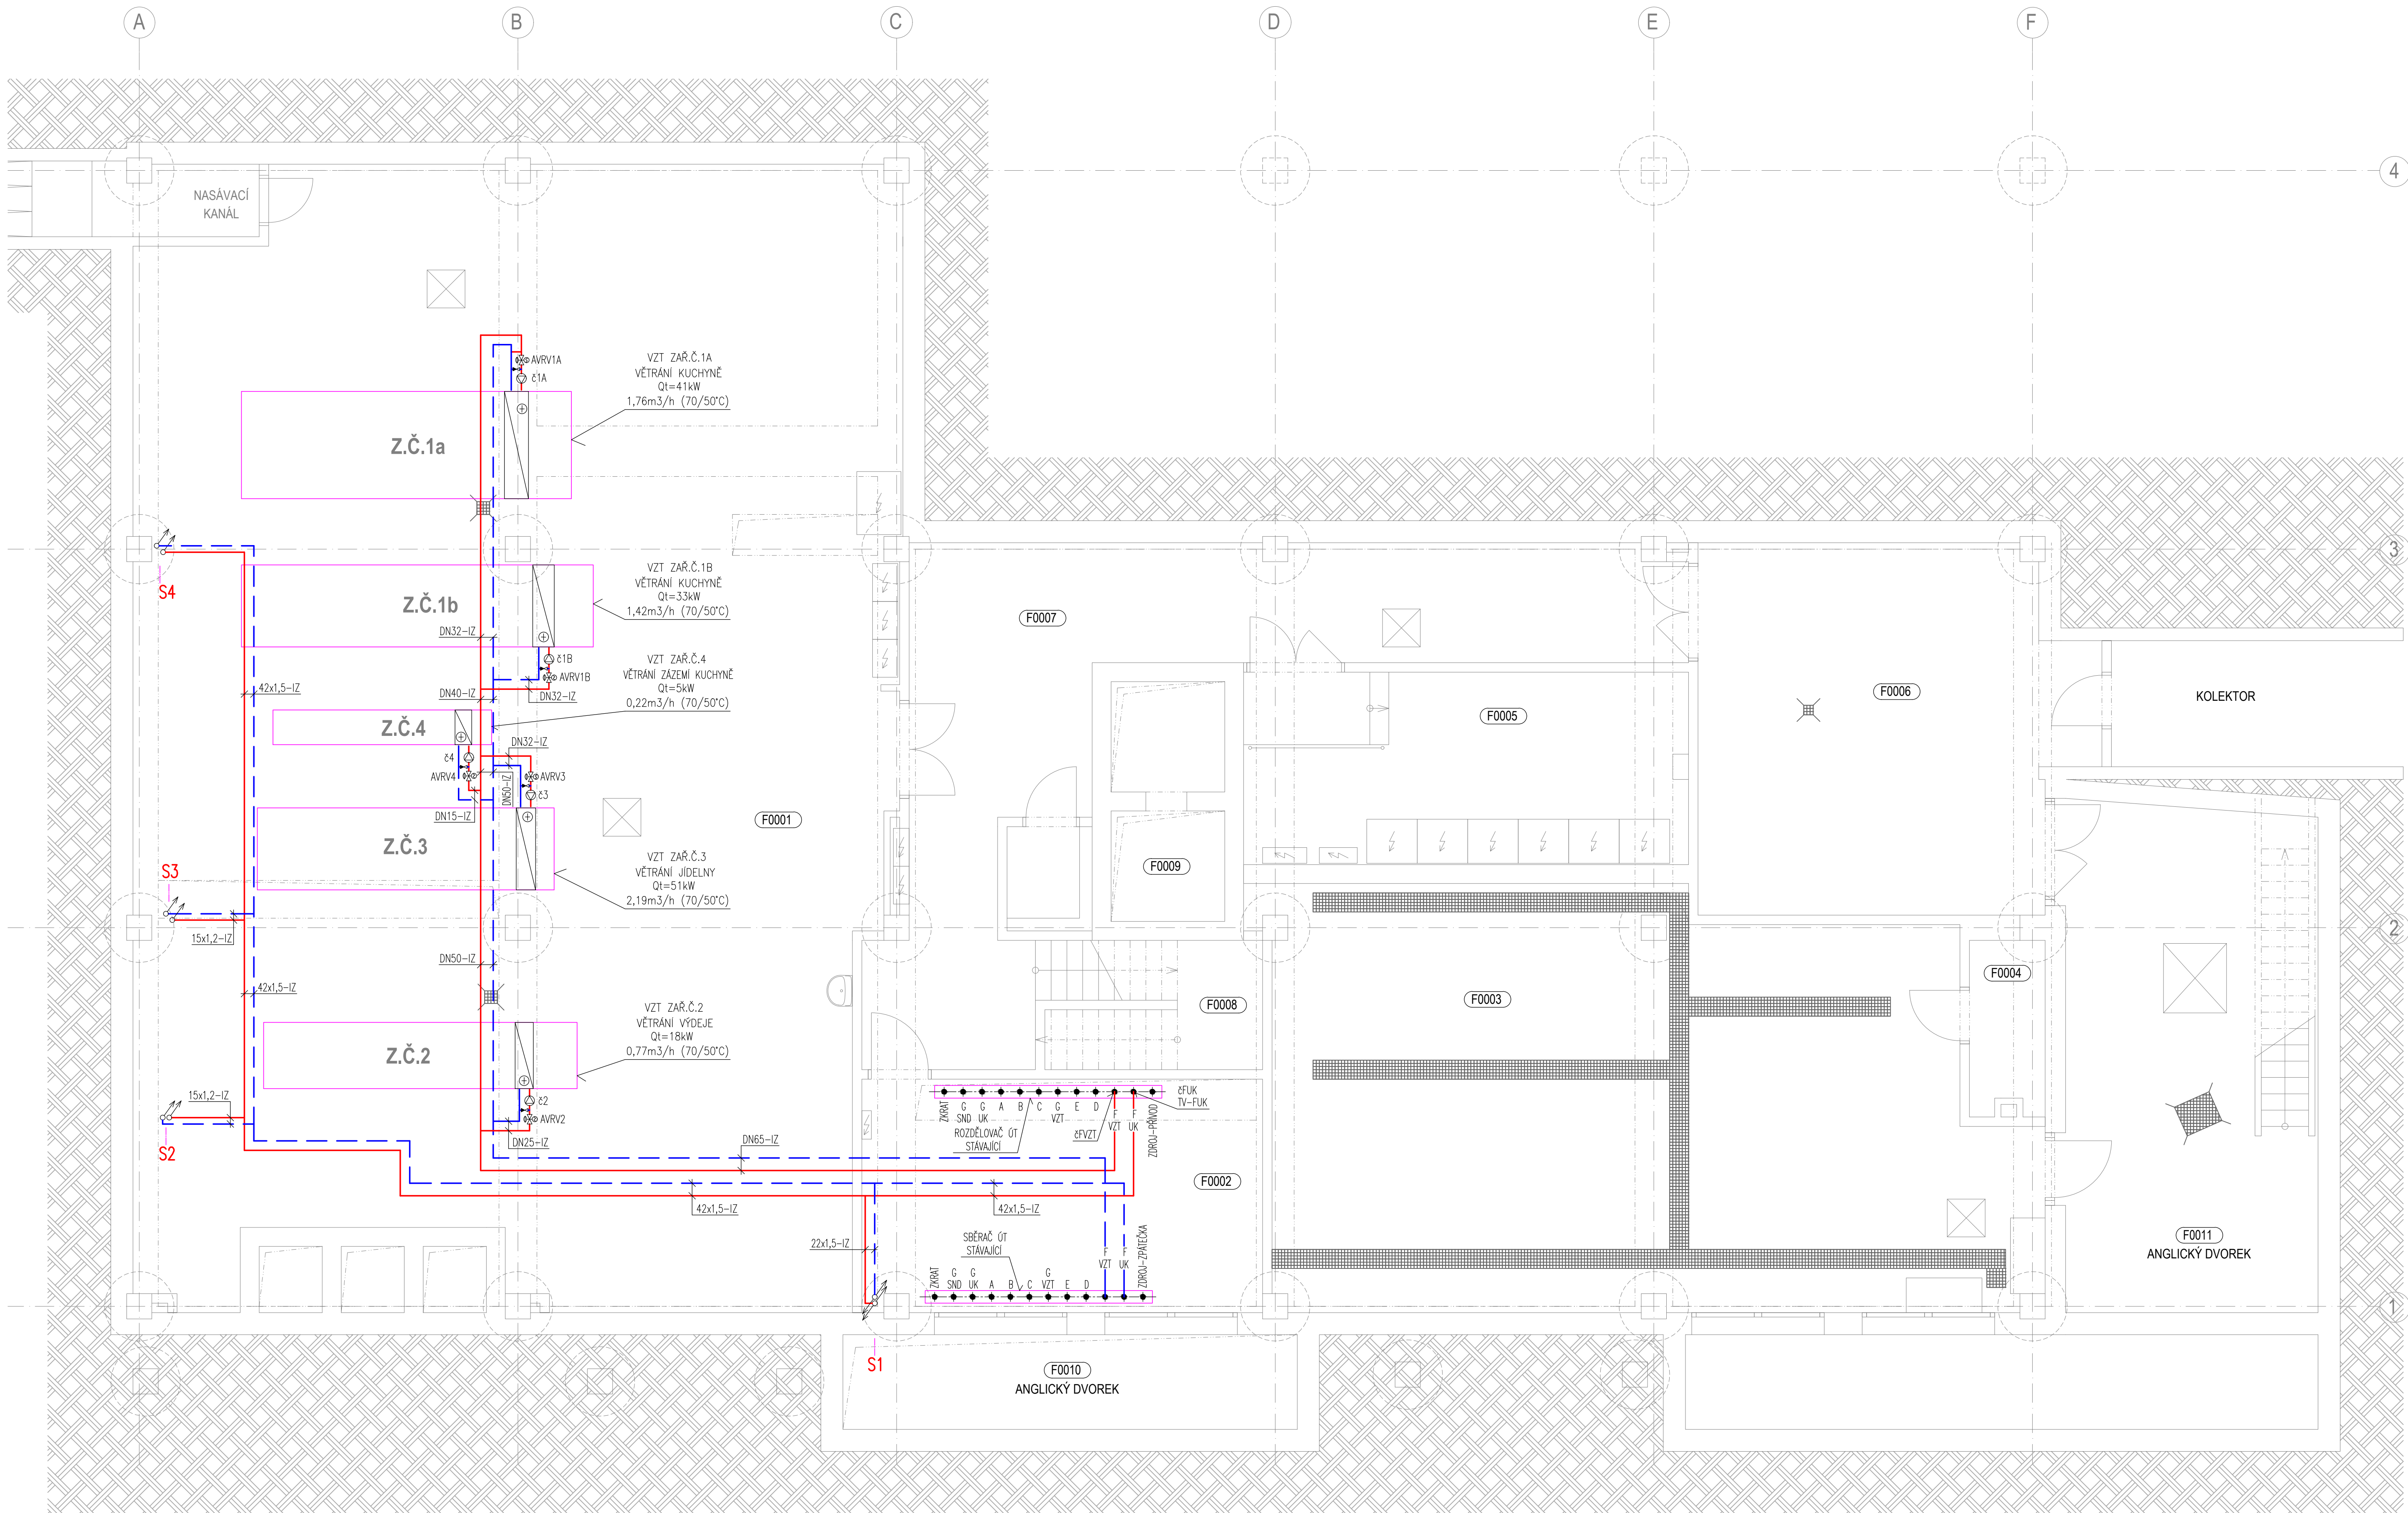 A
B
C
D
E
F
4
NASÁVACÍ
KANÁL
AVRV1A
č1A
VZT ZAŘ.Č.1A
VĚTRÁNÍ KUCHYNĚ
Qt=41kW
1,76m3/h (70/50°C)
Z.Č.1a
3
S4
Z.Č.1b
VZT ZAŘ.Č.1B
VĚTRÁNÍ KUCHYNĚ
Qt=33kW
1,42m3/h (70/50°C)
DN32-IZ
č1B
AVRV1B
DN32-IZ
42x1,5-IZ
DN40-IZ
VZT ZAŘ.Č.4
VĚTRÁNÍ ZÁZEMÍ KUCHYNĚ
Qt=5kW
0,22m3/h (70/50°C)
Z.Č.4
DN32-IZ
č4
AVRV4
DN50-IZ
AVRV3
č3
DN15-IZ
F0001
F0007
F0005
F0006
KOLEKTOR
F0009
Z.Č.3
VZT ZAŘ.Č.3
VĚTRÁNÍ JÍDELNY
Qt=51kW
2,19m3/h (70/50°C)
S3
15x1,2-IZ
2
DN50-IZ
42x1,5-IZ
F0008
F0003
F0004
Z.Č.2
VZT ZAŘ.Č.2
VĚTRÁNÍ VÝDEJE
Qt=18kW
0,77m3/h (70/50°C)
15x1,2-IZ
S2
č2
AVRV2
DN25-IZ
DN65-IZ
ZKRAT
G
SND
G
UK
A
B
C
G
VZT
E
D
F
VZT
F
UK
ZDROJ-PŘÍVOD
čFUK
TV-FUK
čFVZT
ROZDĚLOVAČ ÚT
STÁVAJÍCÍ
F0002
42x1,5-IZ
42x1,5-IZ
22x1,5-IZ
SBĚRAČ ÚT
STÁVAJÍCÍ
ZKRAT
G
SND
G
UK
A
B
C
G
VZT
E
D
F
VZT
F
UK
ZDROJ-ZPÁTEČKA
F0011
ANGLICKÝ DVOREK
1
S1
F0010
ANGLICKÝ DVOREK